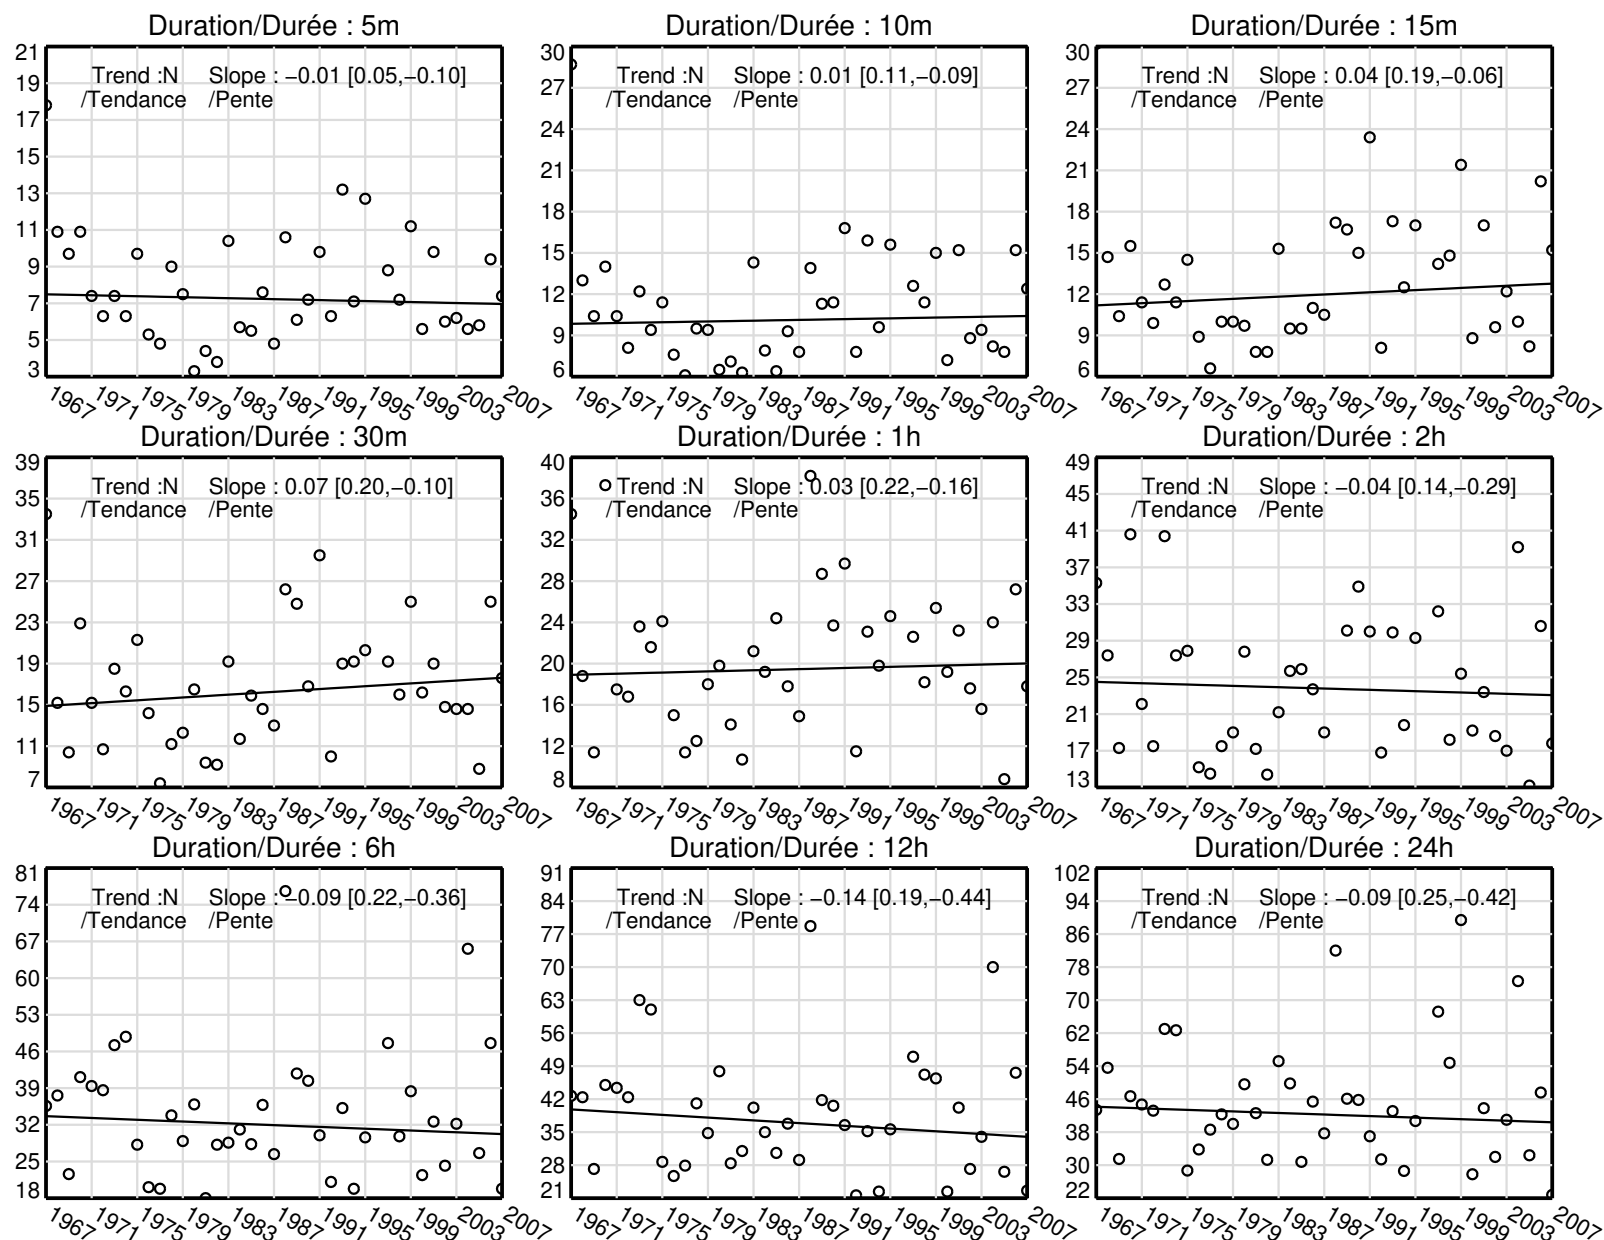 Duration/Durée : 5m
Trend :N Slope : −0.01 [0.05,−0.10]
/Tendance /Pente
21
19
17
15
13
11
9
7
5
3
1967 1971 1975 1979 1983 1987 1991 1995 1999 2003 2007
Duration/Durée : 10m
Trend :N Slope : 0.01 [0.11,−0.09]
/Tendance /Pente
30
27
24
21
18
15
12
9
6
1967 1971 1975 1979 1983 1987 1991 1995 1999 2003 2007
Duration/Durée : 15m
Trend :N Slope : 0.04 [0.19,−0.06]
/Tendance /Pente
30
27
24
21
18
15
12
9
6
1967 1971 1975 1979 1983 1987 1991 1995 1999 2003 2007
Duration/Durée : 30m
Trend :N Slope : 0.07 [0.20,−0.10]
/Tendance /Pente
39
35
31
27
23
19
15
11
7
1967 1971 1975 1979 1983 1987 1991 1995 1999 2003 2007
Duration/Durée : 1h
Trend :N Slope : 0.03 [0.22,−0.16]
/Tendance /Pente
40
36
32
28
24
20
16
12
8
1967 1971 1975 1979 1983 1987 1991 1995 1999 2003 2007
Duration/Durée : 2h
Trend :N Slope : −0.04 [0.14,−0.29]
/Tendance /Pente
49
45
41
37
33
29
25
21
17
13
1967 1971 1975 1979 1983 1987 1991 1995 1999 2003 2007
Duration/Durée : 6h
Trend :N Slope : −0.09 [0.22,−0.36]
/Tendance /Pente
81
74
67
60
53
46
39
32
25
18
1967 1971 1975 1979 1983 1987 1991 1995 1999 2003 2007
Duration/Durée : 12h
Trend :N Slope : −0.14 [0.19,−0.44]
/Tendance /Pente
91
84
77
70
63
56
49
42
35
28
21
1967 1971 1975 1979 1983 1987 1991 1995 1999 2003 2007
Duration/Durée : 24h
Trend :N Slope : −0.09 [0.25,−0.42]
/Tendance /Pente
102
94
86
78
70
62
54
46
38
30
22
1967 1971 1975 1979 1983 1987 1991 1995 1999 2003 2007